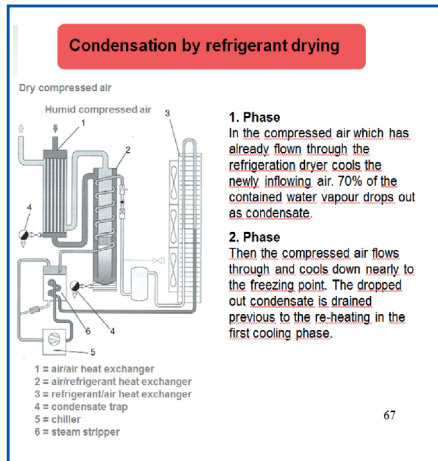 Condensation by refrigerant drying
Dry compressed air
Humid compressed air
1
2
3
4
4
6
5
1 = air/air heat exchanger
2 = air/refrigerant heat exchanger
3 = refrigerant/air heat exchanger
4 = condensate trap
5 = chiller
6 = steam stripper
1. Phase
In the compressed air which has
already flown through the
refrigeration dryer cools the
newly inflowing air. 70% of the
contained water vapour drops out
as condensate.
2. Phase
Then the compressed air flows
through and cools down nearly to
the freezing point. The dropped
out condensate is drained
previous to the re-heating in the
first cooling phase.
67